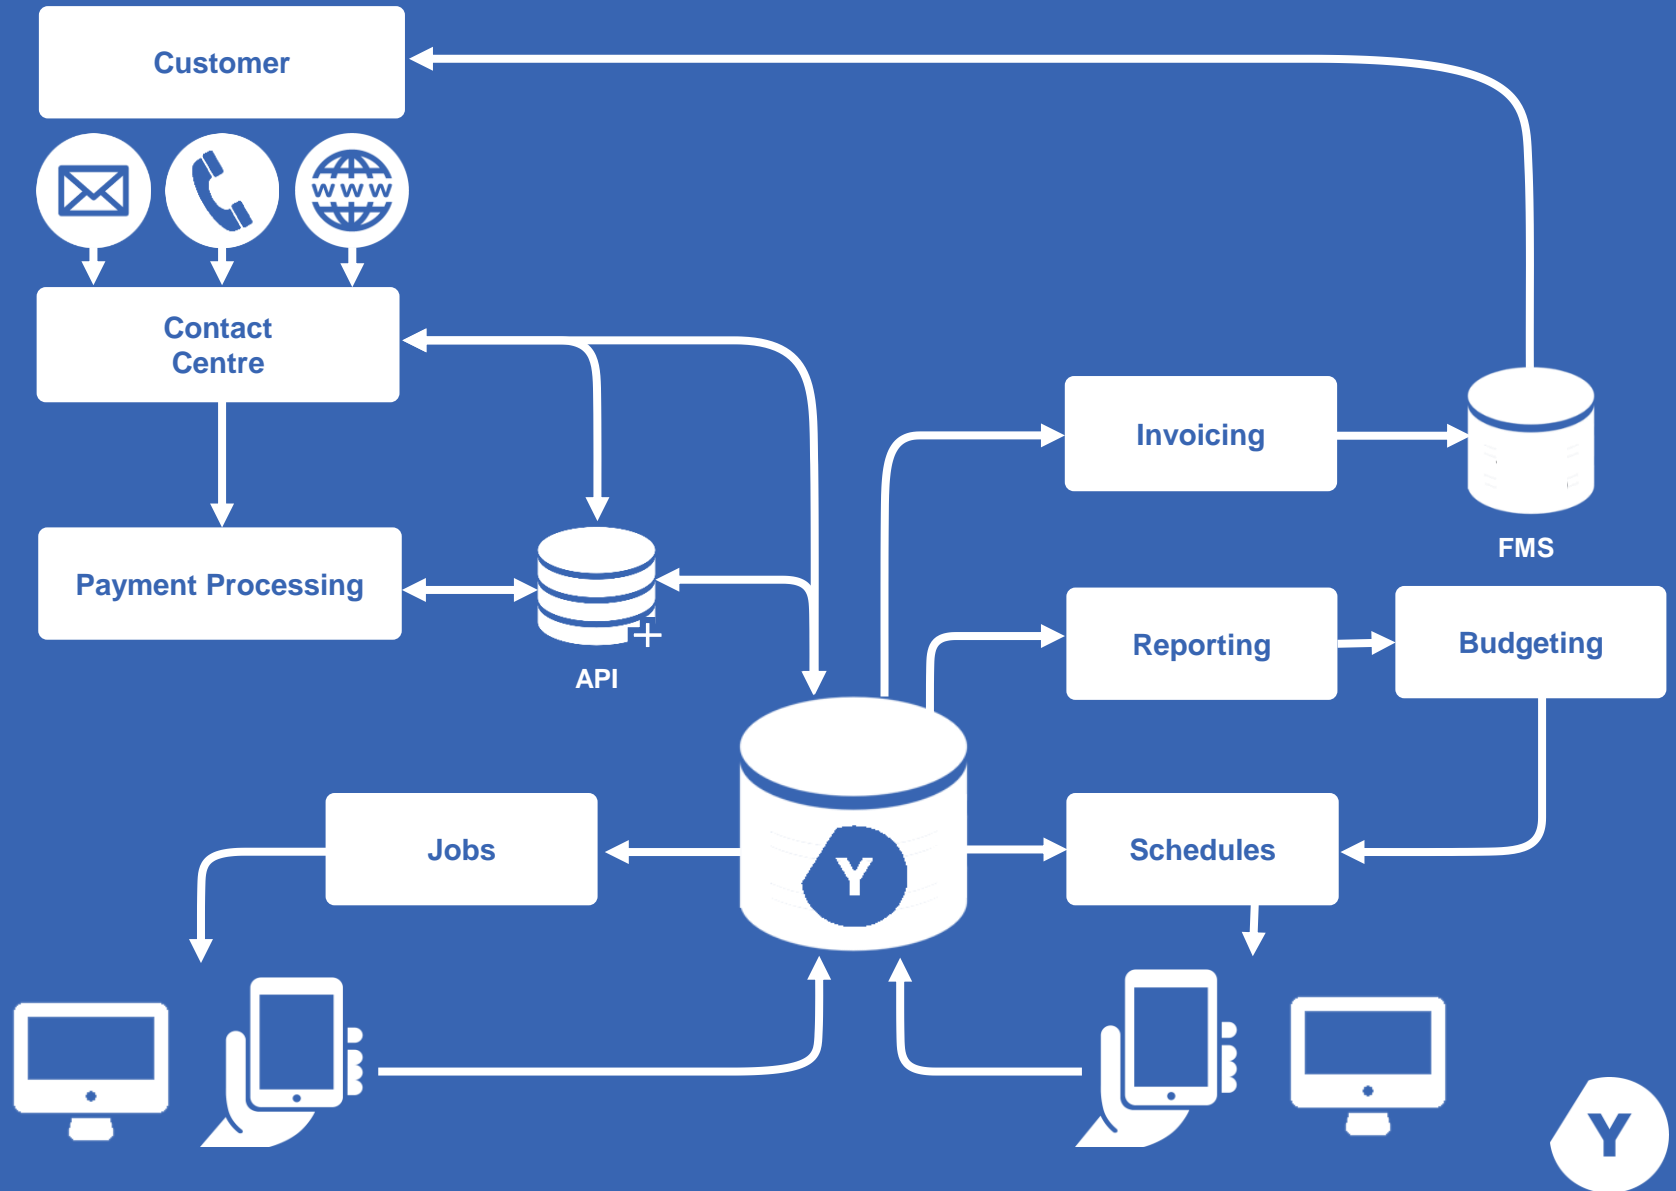 Customer
WWW
Contact
Centre
Invoicing
FMS
Payment Processing
API
Reporting
Budgeting
Jobs
Schedules
Y
Y